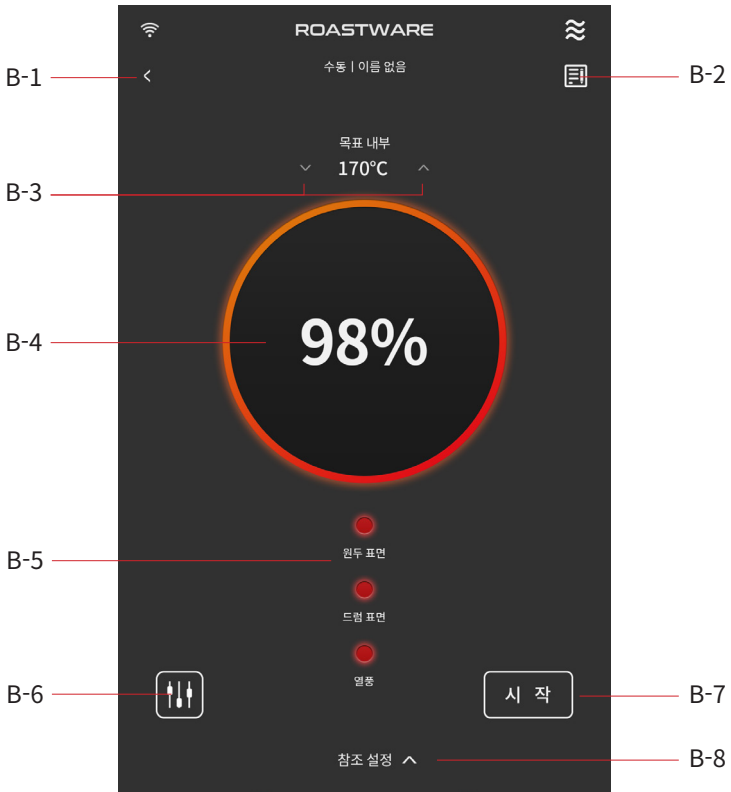 ROASTWARE
B-1
수동 | 이름 없음
B-2
목표 내부
170°C
B-3
B-4
98%
원두 표면
B-5
드럼 표면
열풍
B-6
시 작
B-7
참조 설정
B-8